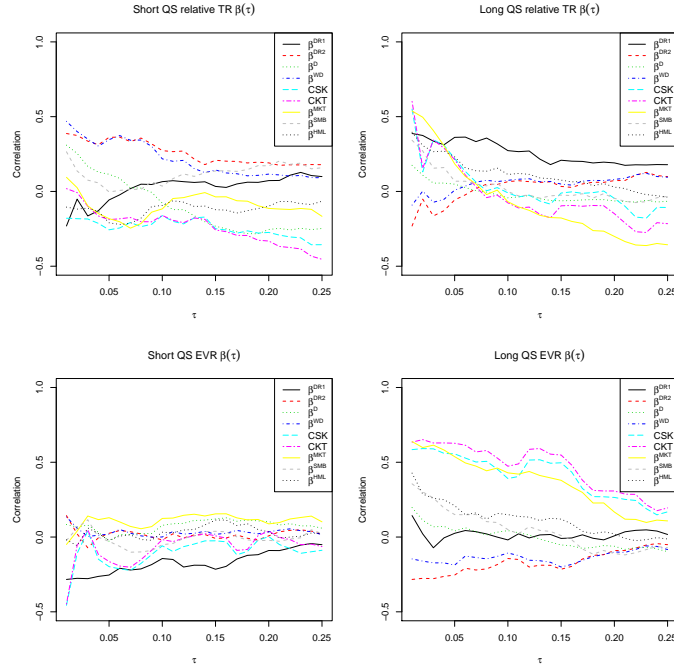 Short QS relative TR β(τ)
Correlation
1.0
0.5
0.0
−0.5
0.05 0.10 0.15 0.20 0.25
τ
β^DR1
β^DR2
β^D
β^WD
CSK
CKT
β^MKT
β^SMB
β^HML
Long QS relative TR β(τ)
Correlation
1.0
0.5
0.0
−0.5
0.05 0.10 0.15 0.20 0.25
τ
β^DR1
β^DR2
β^D
β^WD
CSK
CKT
β^MKT
β^SMB
β^HML
Short QS EVR β(τ)
Correlation
1.0
0.5
0.0
−0.5
0.05 0.10 0.15 0.20 0.25
τ
β^DR1
β^DR2
β^D
β^WD
CSK
CKT
β^MKT
β^SMB
β^HML
Long QS EVR β(τ)
Correlation
1.0
0.5
0.0
−0.5
0.05 0.10 0.15 0.20 0.25
τ
β^DR1
β^DR2
β^D
β^WD
CSK
CKT
β^MKT
β^SMB
β^HML